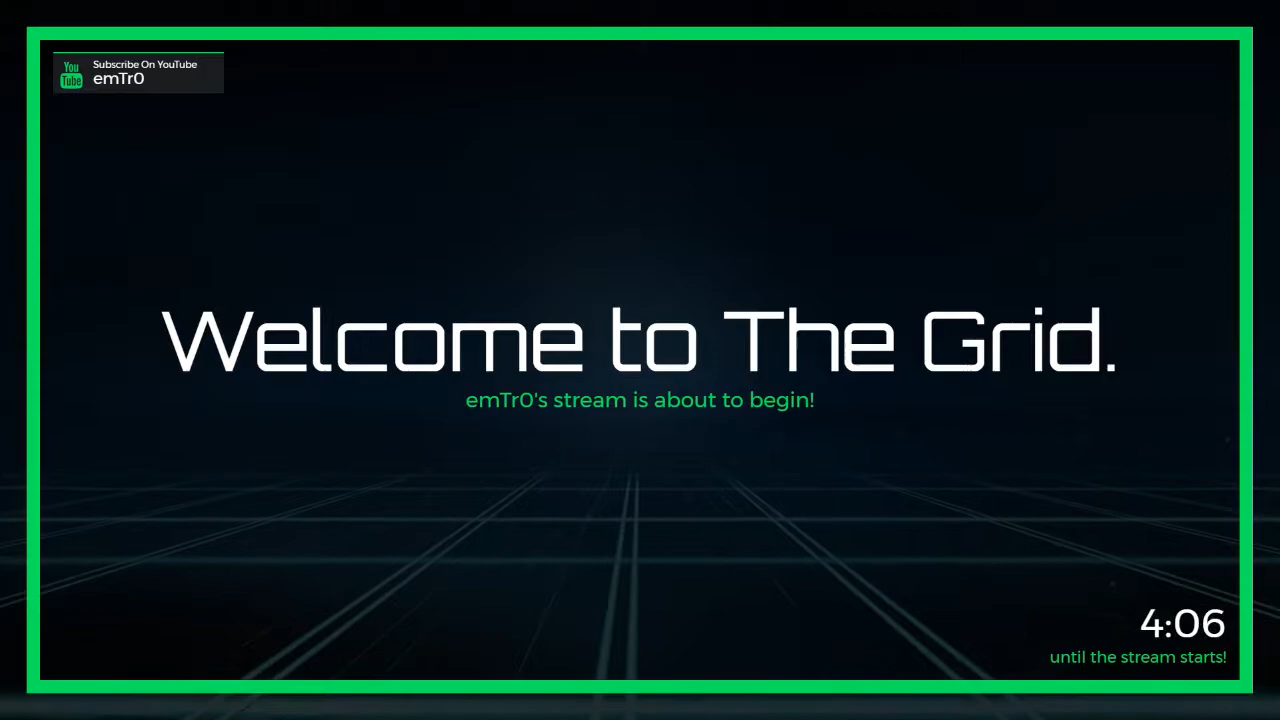 You
Tube
Subscribe On YouTube
emTr0
Welcome to The Grid.
emTr0's stream is about to begin!
4:06
until the stream starts!